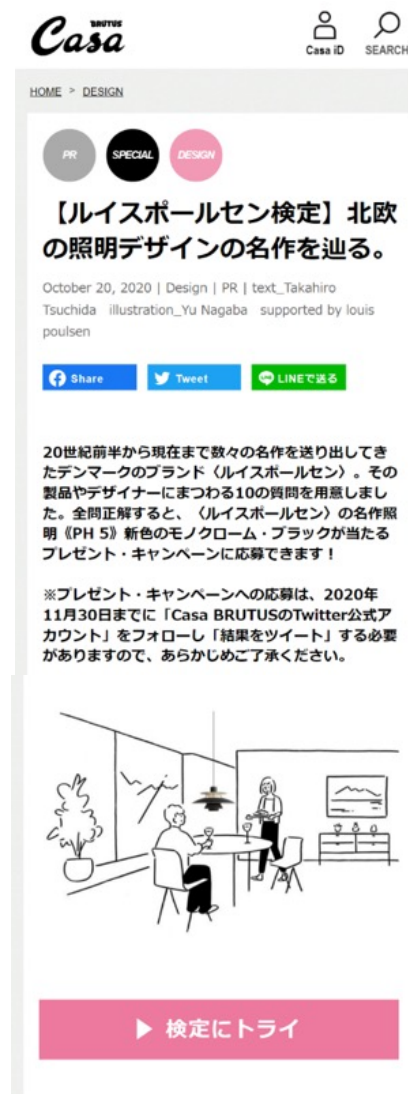 Casa BRUTUS
Casa iD
SEARCH
HOME > DESIGN
PR
SPECIAL
DESIGN
【ルイスポールセン検定】北欧
の照明デザインの名作を辿る。
October 20, 2020 | Design | PR | text_Takahiro
Tsuchida illustration_Yu Nagaba supported by louis
poulsen
Share
Tweet
LINEで送る
20世紀前半から現在まで数々の名作を送り出してき
たデンマークのブランド〈ルイスポールセン〉。その
製品やデザイナーにまつわる10の質問を用意しまし
た。全問正解すると、〈ルイスポールセン〉の名作照
明《PH 5》新色のモノクローム・ブラックが当たる
プレゼント・キャンペーンに応募できます！
※プレゼント・キャンペーンへの応募は、2020年
11月30日までに「Casa BRUTUSのTwitter公式ア
カウント」をフォローし「結果をツイート」する必要
がありますので、あらかじめご了承ください。
▶ 検定にトライ